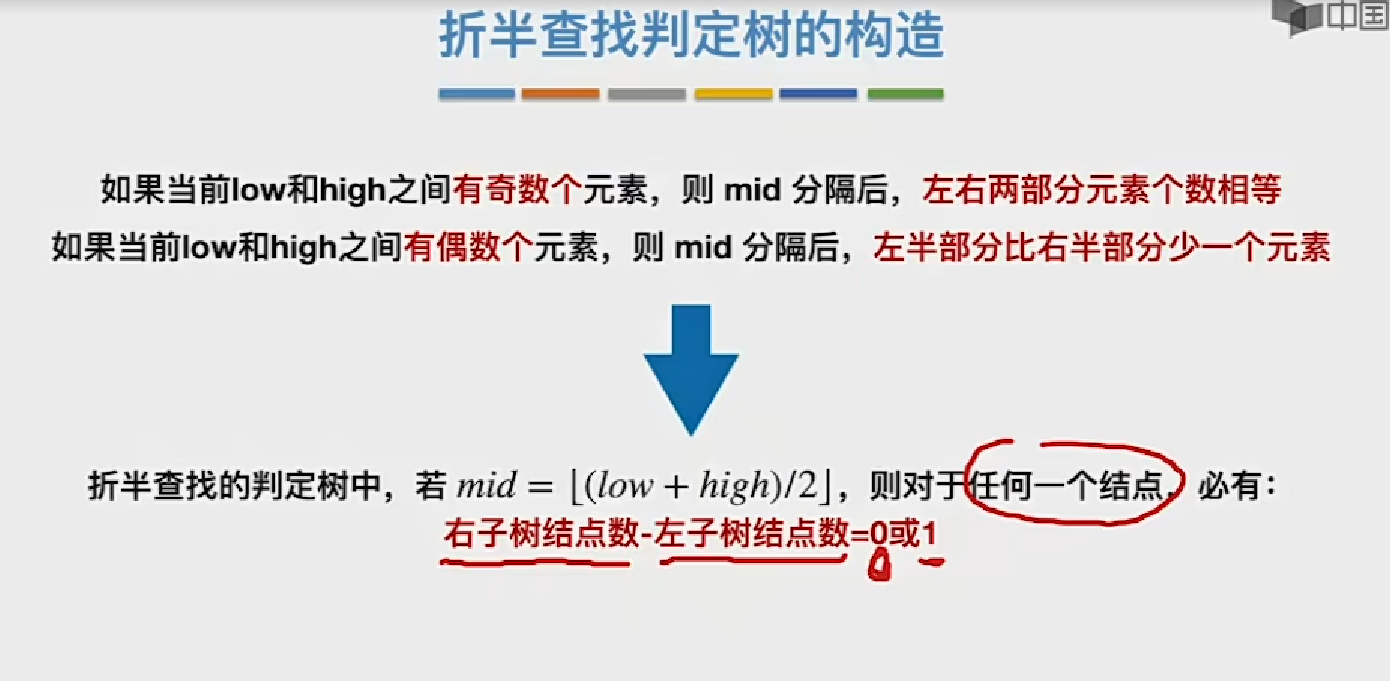 中国
折半查找判定树的构造
如果当前low和high之间有奇数个元素，则 mid 分隔后，左右两部分元素个数相等
如果当前low和high之间有偶数个元素，则 mid 分隔后，左半部分比右半部分少一个元素
折半查找的判定树中，若 mid = ⌊(low + high)/2⌋，则对于任何一个结点，必有：
右子树结点数-左子树结点数=0或1